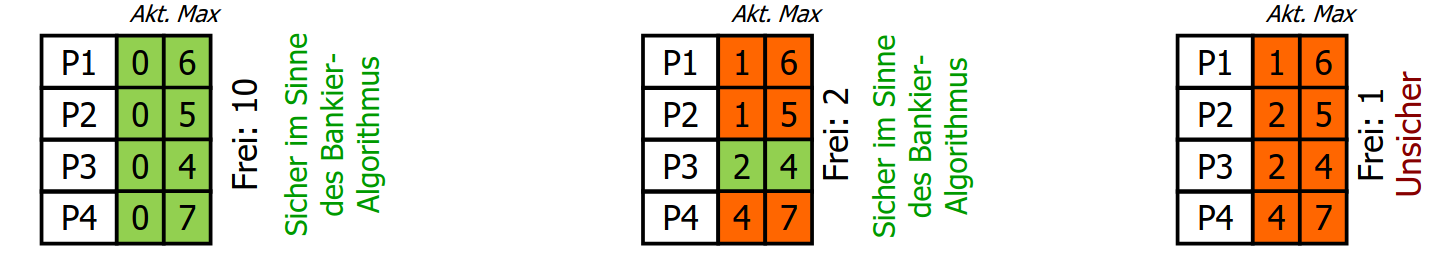 Akt. Max
P1 0 6
P2 0 5
P3 0 4
P4 0 7
Frei: 10
Sicher im Sinne
des Bankier-
Algorithmus
Akt. Max
P1 1 6
P2 1 5
P3 2 4
P4 4 7
Frei: 2
Sicher im Sinne
des Bankier-
Algorithmus
Akt. Max
P1 1 6
P2 2 5
P3 2 4
P4 4 7
Frei: 1
Unsicher